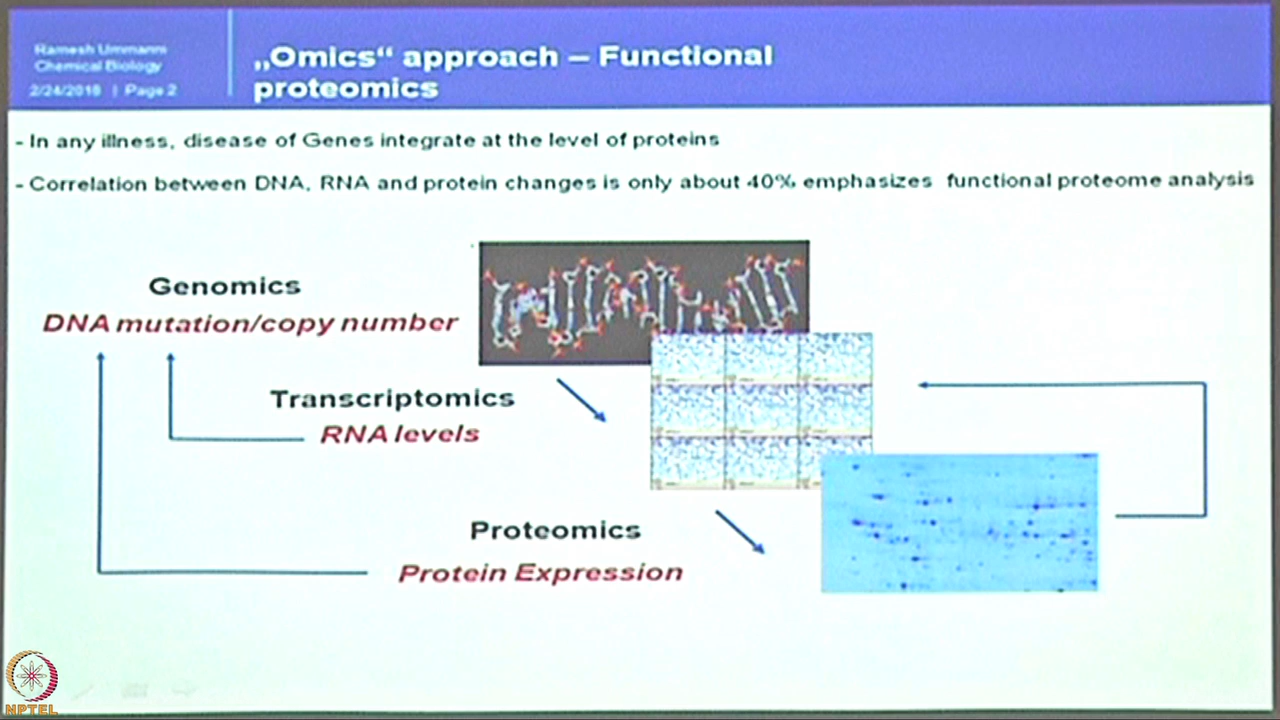 Ramesh Ummanni
Chemical Biology
2/24/2018 | Page 2
„Omics“ approach – Functional
proteomics
- In any illness, disease of Genes integrate at the level of proteins
- Correlation between DNA, RNA and protein changes is only about 40% emphasizes functional proteome analysis
Genomics
DNA mutation/copy number
Transcriptomics
RNA levels
Proteomics
Protein Expression
NPTEL